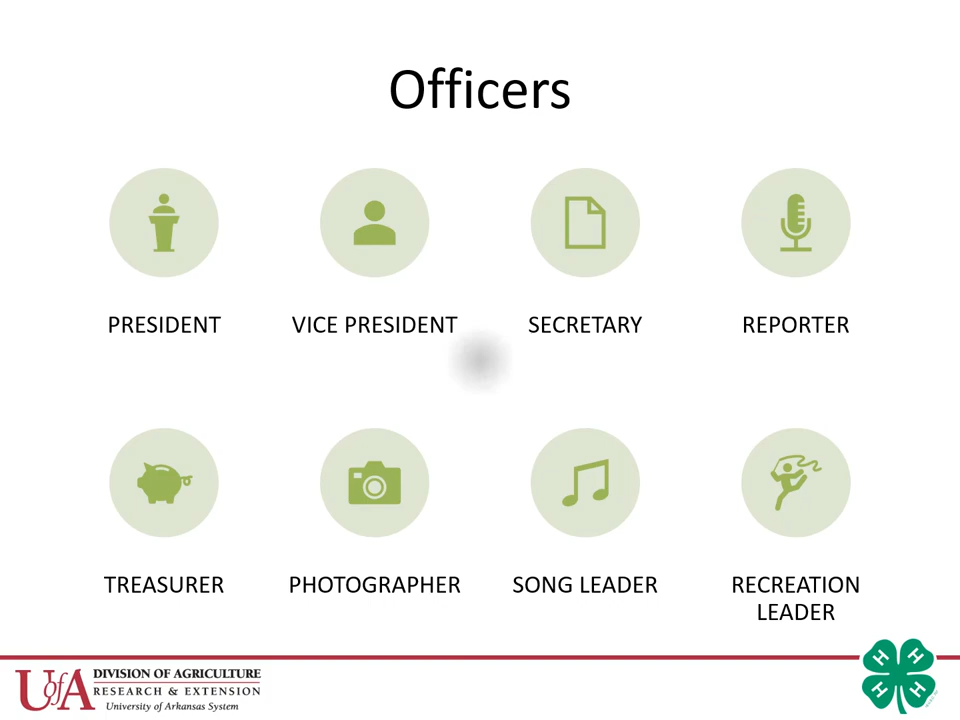 Officers
PRESIDENT
VICE PRESIDENT
SECRETARY
REPORTER
TREASURER
PHOTOGRAPHER
SONG LEADER
RECREATION
LEADER
UofA
DIVISION OF AGRICULTURE
RESEARCH & EXTENSION
University of Arkansas System
H H
H H